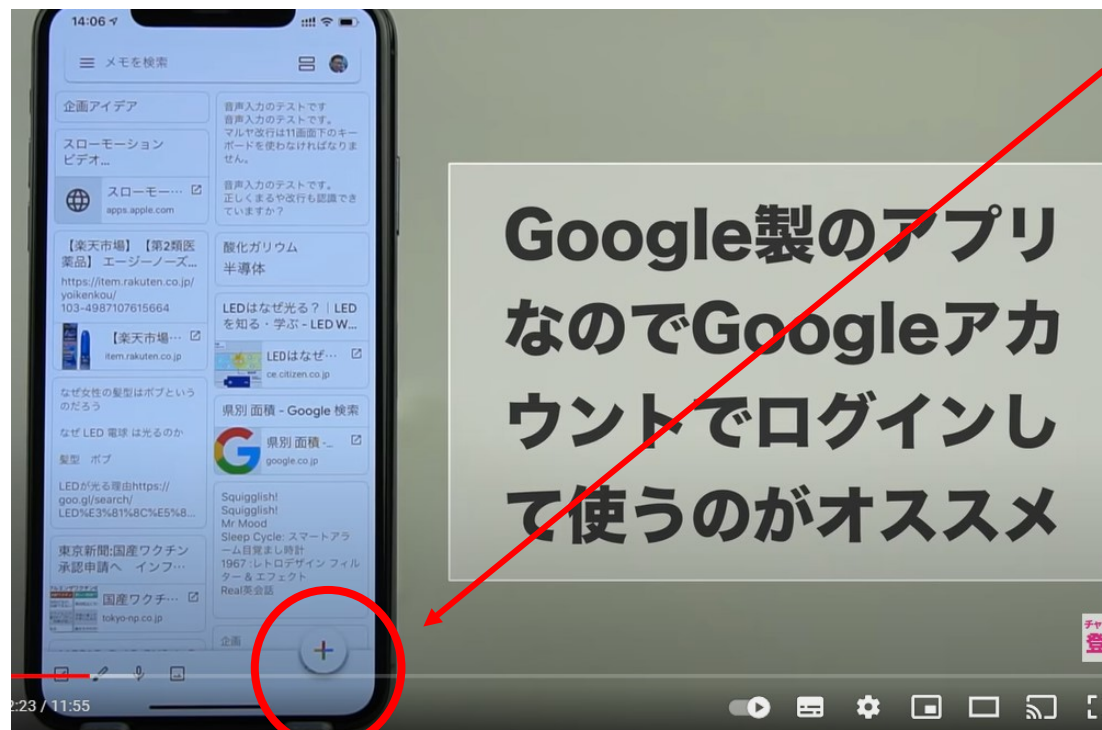 14:06
メモを検索
企画アイデア
スローモーション
ビデオ...
スローモー…
apps.apple.com
【楽天市場】【第2類医
薬品】 エージーノーズ...
https://item.rakuten.co.jp/
yoikenkou/
103-4987107615664
【楽天市場…
item.rakuten.co.jp
なぜ女性の髪型はボブという
のだろう
なぜ LED 電球 は光るのか
髪型 ボブ
LEDが光る理由https://
goo.gl/search/
LED%E3%81%8C%E5%8...
東京新聞:国産ワクチン
承認申請へ インフ…
国産ワクチ…
tokyo-np.co.jp
音声入力のテストです
音声入力のテストです。
マルヤ改行は11画面下のキー
ボードを使わなければなりま
せん。
音声入力のテストです。
正しくまるや改行も認識でき
ていますか？
酸化ガリウム
半導体
LEDはなぜ光る？｜LED
を知る・学ぶ - LED W...
LEDはなぜ…
ce.citizen.co.jp
県別 面積 - Google 検索
県別 面積 -…
google.co.jp
Squigglish!
Squigglish!
Mr Mood
Sleep Cycle: スマートアラ
ーム目覚まし時計
1967 :レトロデザイン フィル
ター & エフェクト
Real英会話
企画
Google製のアプリ
なのでGoogleアカ
ウントでログインし
て使うのがオススメ
チャ
登
2:23 / 11:55